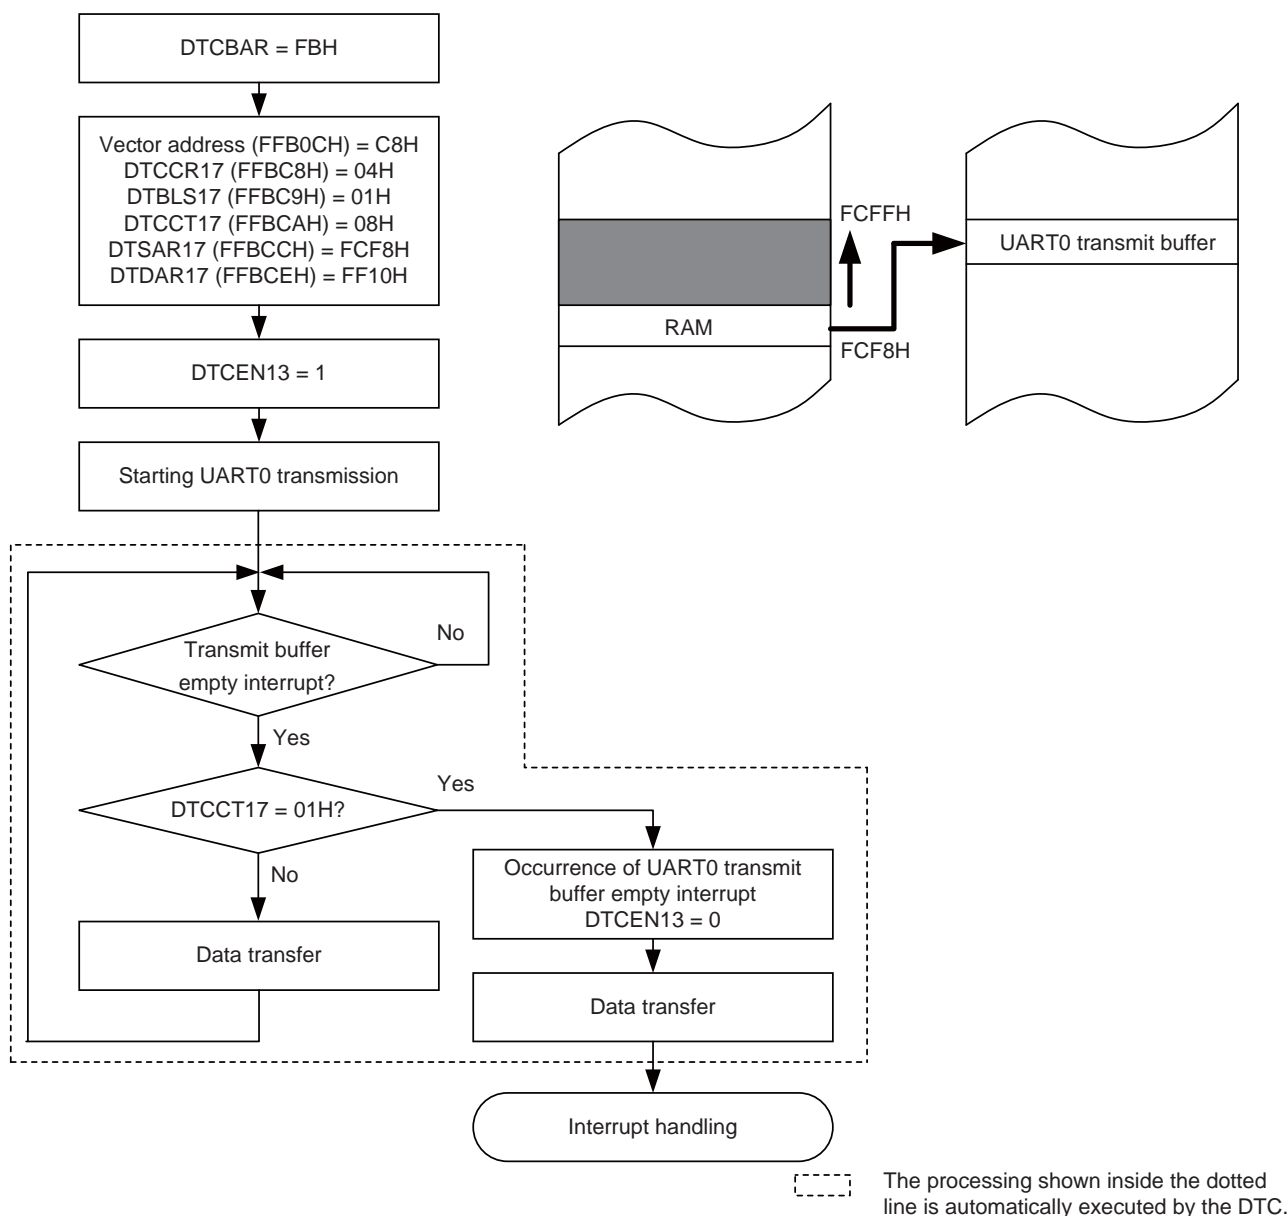 DTCBAR = FBH
Vector address (FFB0CH) = C8H
DTCCR17 (FFBC8H) = 04H
DTBLS17 (FFBC9H) = 01H
DTCCT17 (FFBCAH) = 08H
DTSAR17 (FFBCCH) = FCF8H
DTDAR17 (FFBCEH) = FF10H
DTCEN13 = 1
Starting UART0 transmission
FCFFH
UART0 transmit buffer
RAM
FCF8H
Transmit buffer
empty interrupt?
No
Yes
DTCCT17 = 01H?
Yes
No
Data transfer
Occurrence of UART0 transmit
buffer empty interrupt
DTCEN13 = 0
Data transfer
Interrupt handling
The processing shown inside the dotted
line is automatically executed by the DTC.